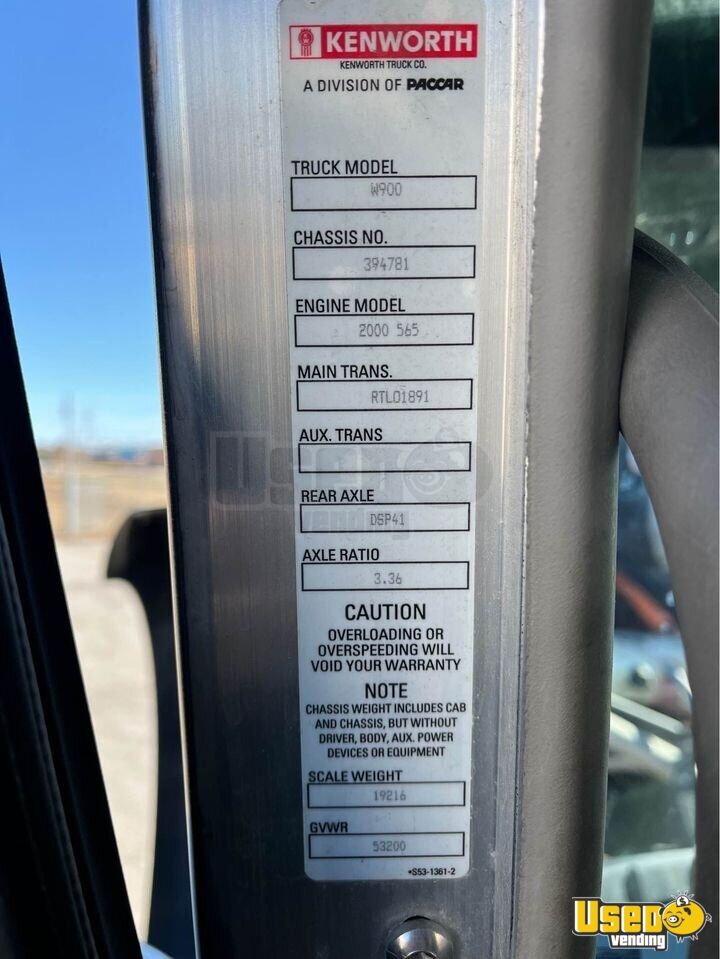 KENWORTH
KENWORTH TRUCK CO.
A DIVISION OF PACCAR
TRUCK MODEL
W900
CHASSIS NO.
394781
ENGINE MODEL
2000 565
MAIN TRANS.
RTLO1891
AUX. TRANS
REAR AXLE
DSP41
AXLE RATIO
3.36
CAUTION
OVERLOADING OR
OVERSPEEDING WILL
VOID YOUR WARRANTY
NOTE
CHASSIS WEIGHT INCLUDES CAB
AND CHASSIS, BUT WITHOUT
DRIVER, BODY, AUX. POWER
DEVICES OR EQUIPMENT
SCALE WEIGHT
19216
GVWR
53200
*S53-1361-2
Used
vending
Used
vending